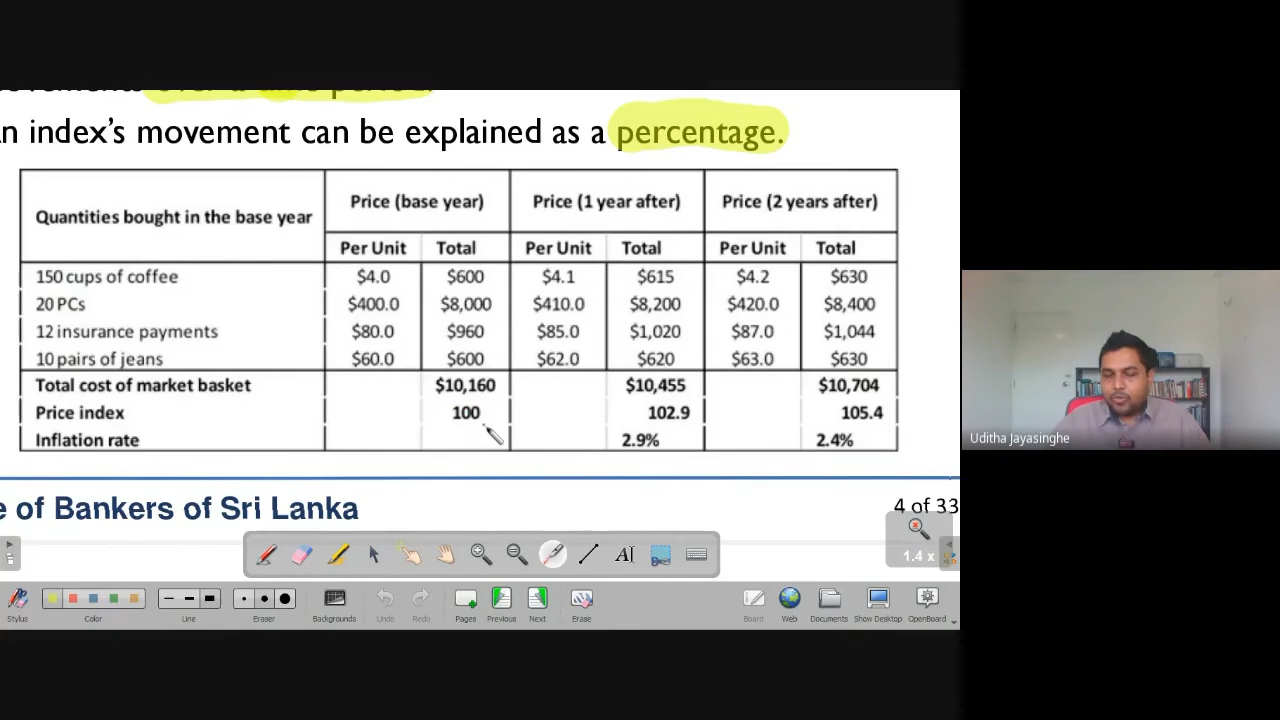 over a time period.
n index's movement can be explained as a percentage.
Quantities bought in the base year Price (base year) Price (1 year after) Price (2 years after)
Per Unit Total Per Unit Total Per Unit Total
150 cups of coffee $4.0 $600 $4.1 $615 $4.2 $630
20 PCs $400.0 $8,000 $410.0 $8,200 $420.0 $8,400
12 insurance payments $80.0 $960 $85.0 $1,020 $87.0 $1,044
10 pairs of jeans $60.0 $600 $62.0 $620 $63.0 $630
Total cost of market basket $10,160 $10,455 $10,704
Price index 100 102.9 105.4
Inflation rate 2.9% 2.4%
Uditha Jayasinghe
e of Bankers of Sri Lanka
4 of 33
AI
1.4 x
Stylus Color Line Eraser Backgrounds Undo Redo Pages Previous Next Erase Board Web Documents Show Desktop OpenBoard